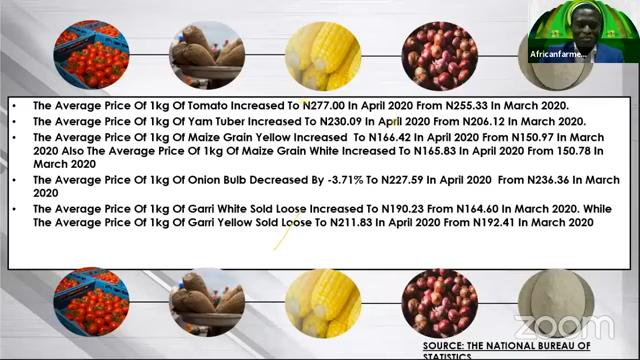 Africanfarme...
• The Average Price Of 1kg Of Tomato Increased To N277.00 In April 2020 From N255.33 In March 2020.
• The Average Price Of 1kg Of Yam Tuber Increased To N230.09 In April 2020 From N206.12 In March 2020.
• The Average Price Of 1kg Of Maize Grain Yellow Increased To N166.42 In April 2020 From N150.97 In March
2020 Also The Average Price Of 1kg Of Maize Grain White Increased To N165.83 In April 2020 From 150.78 In
March 2020
• The Average Price Of 1kg Of Onion Bulb Decreased By -3.71% To N227.59 In April 2020 From N236.36 In March
2020
• The Average Price Of 1kg Of Garri White Sold Loose Increased To N190.23 From N164.60 In March 2020. While
The Average Price Of 1kg Of Garri Yellow Sold Loose To N211.83 In April 2020 From N192.41 In March 2020
zoom
SOURCE: THE NATIONAL BUREAU OF
STATISTICS